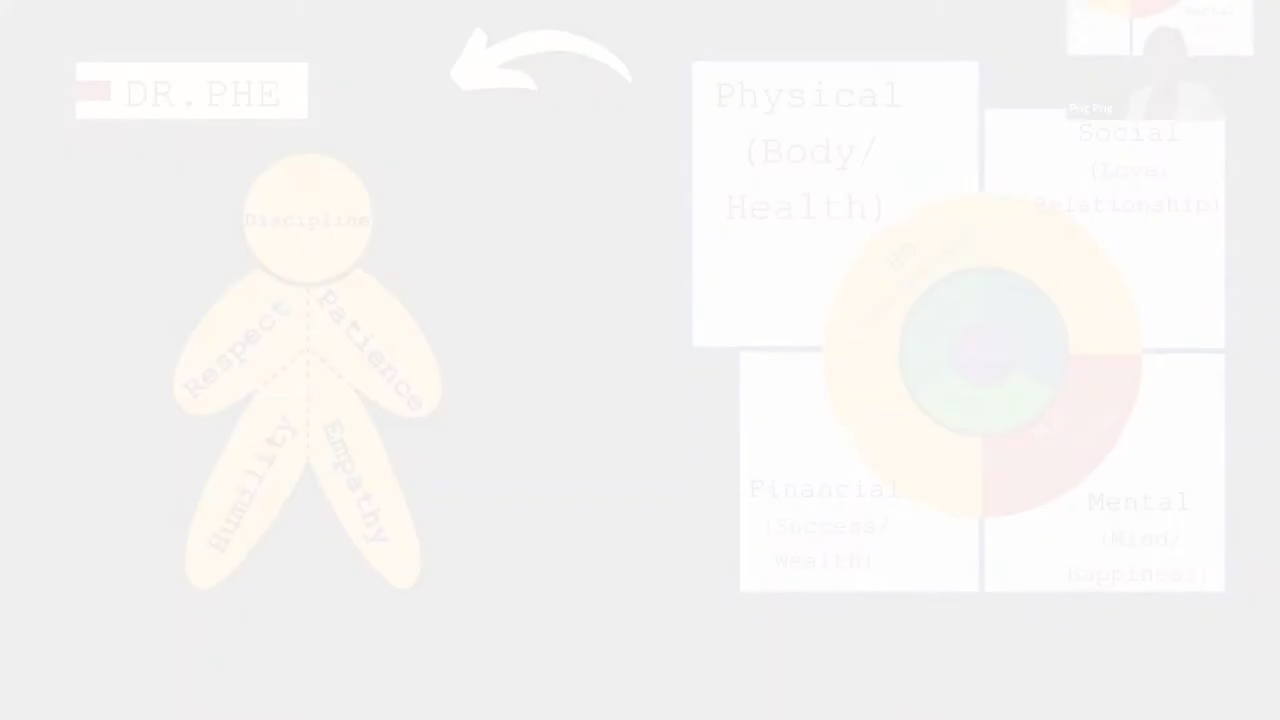 DR.PHE
Discipline
Respect
Patience
Humility
Empathy
Physical
(Body/
Health)
Social
(Love/
Relationship)
Financial
(Success/
Wealth)
Mental
(Mind/
Happiness)
Mental